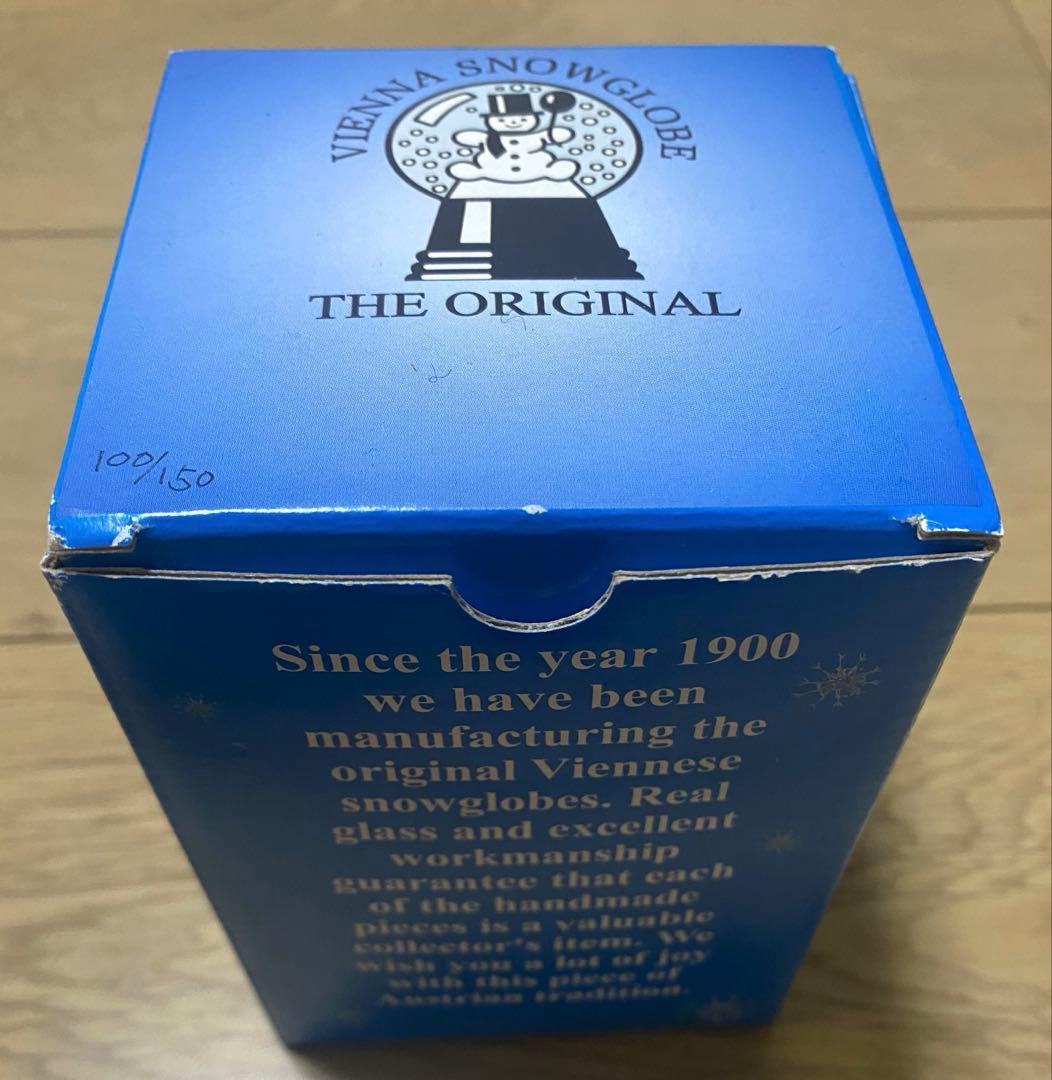 VIENNA SNOWGLOBE
THE ORIGINAL
100/150
Since the year 1900
we have been
manufacturing the
original Viennese
snowglobes. Real
glass and excellent
workmanship
guarantee that each
of the handmade
pieces is a valuable
collector's item. We
wish you a lot of joy
with this piece of
Austrian tradition.